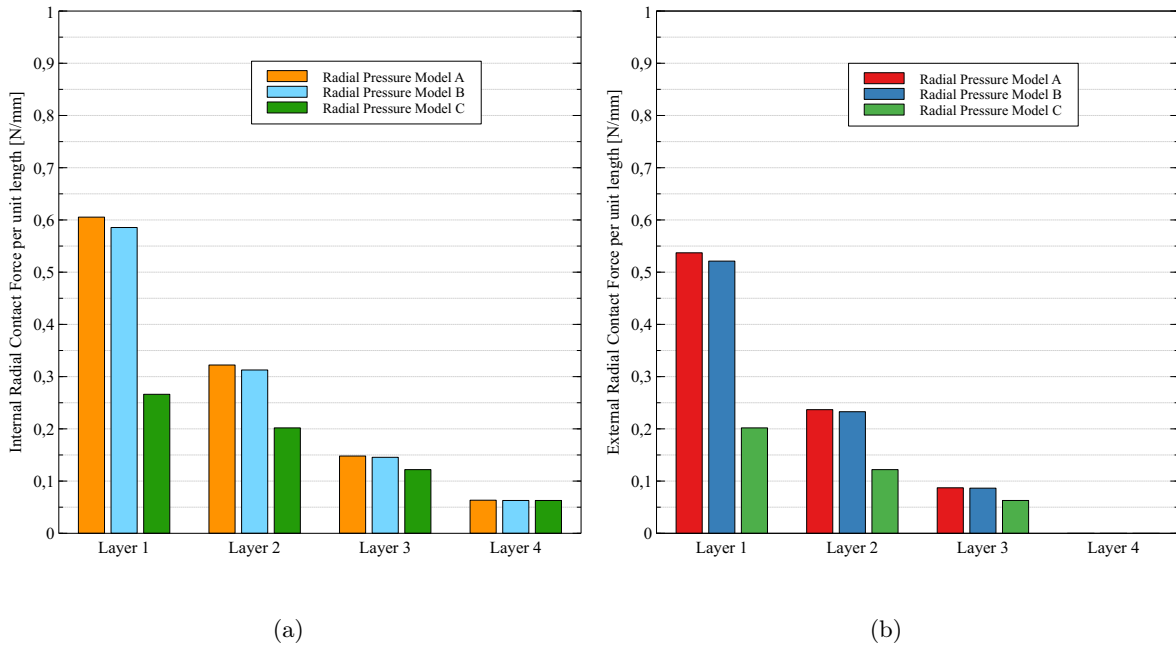 Internal Radial Contact Force per unit length [N/mm]
1
0,9
0,8
0,7
0,6
0,5
0,4
0,3
0,2
0,1
0
Radial Pressure Model A
Radial Pressure Model B
Radial Pressure Model C
Layer 1
Layer 2
Layer 3
Layer 4
(a)
External Radial Contact Force per unit length [N/mm]
1
0,9
0,8
0,7
0,6
0,5
0,4
0,3
0,2
0,1
0
Radial Pressure Model A
Radial Pressure Model B
Radial Pressure Model C
Layer 1
Layer 2
Layer 3
Layer 4
(b)